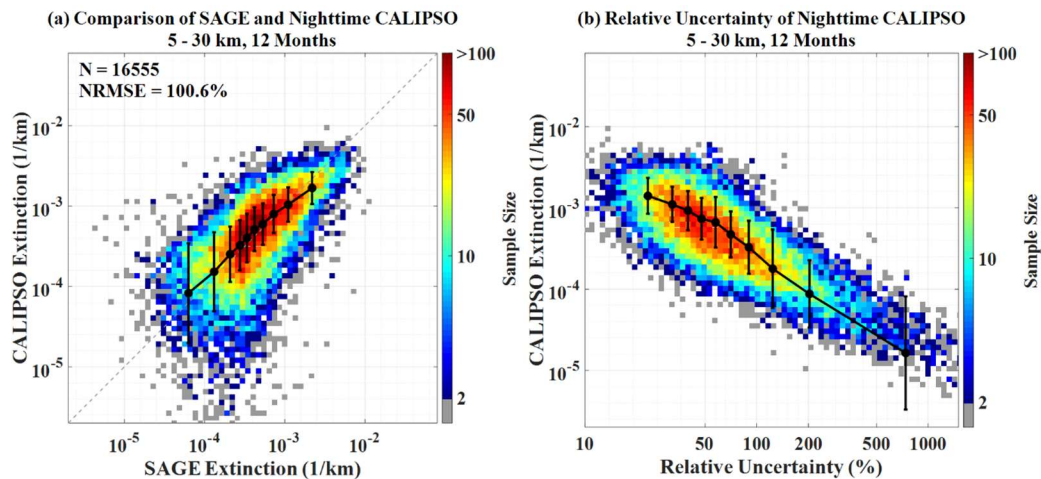 (a) Comparison of SAGE and Nighttime CALIPSO
5 - 30 km, 12 Months
N = 16555
NRMSE = 100.6%
CALIPSO Extinction (1/km)
10^-2
10^-3
10^-4
10^-5
10^-5
10^-4
10^-3
10^-2
SAGE Extinction (1/km)
>100
50
10
2
Sample Size
(b) Relative Uncertainty of Nighttime CALIPSO
5 - 30 km, 12 Months
CALIPSO Extinction (1/km)
10^-2
10^-3
10^-4
10^-5
10
50
100
200
500
1000
Relative Uncertainty (%)
>100
50
10
2
Sample Size